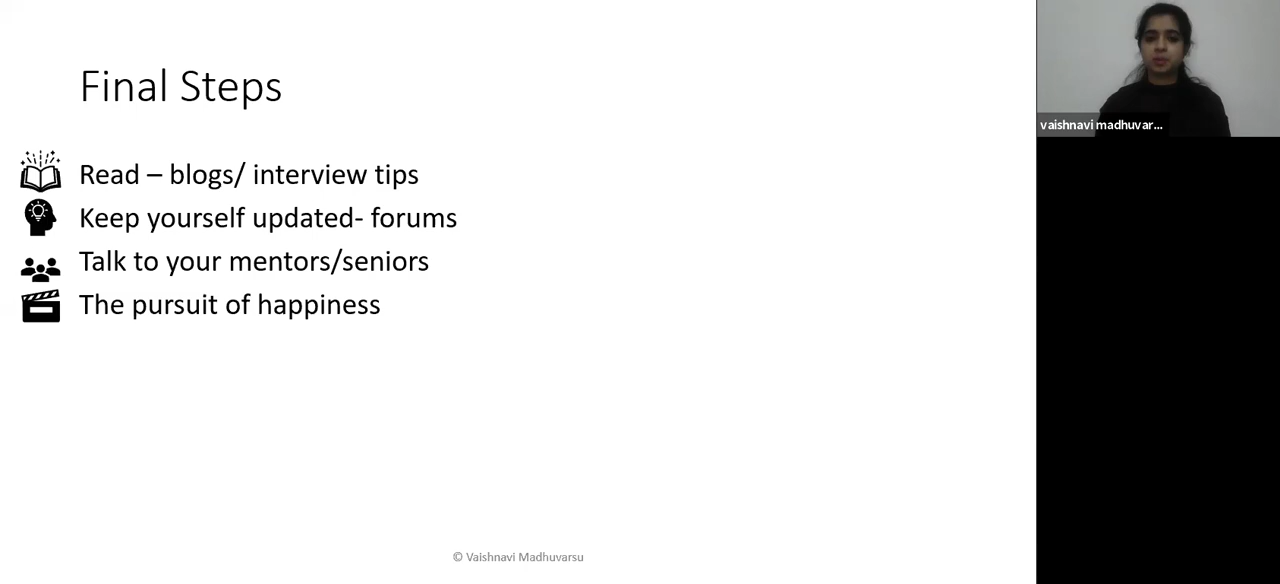 Final Steps
Read – blogs/ interview tips
Keep yourself updated- forums
Talk to your mentors/seniors
The pursuit of happiness
© Vaishnavi Madhuvarsu
vaishnavi madhuvar...